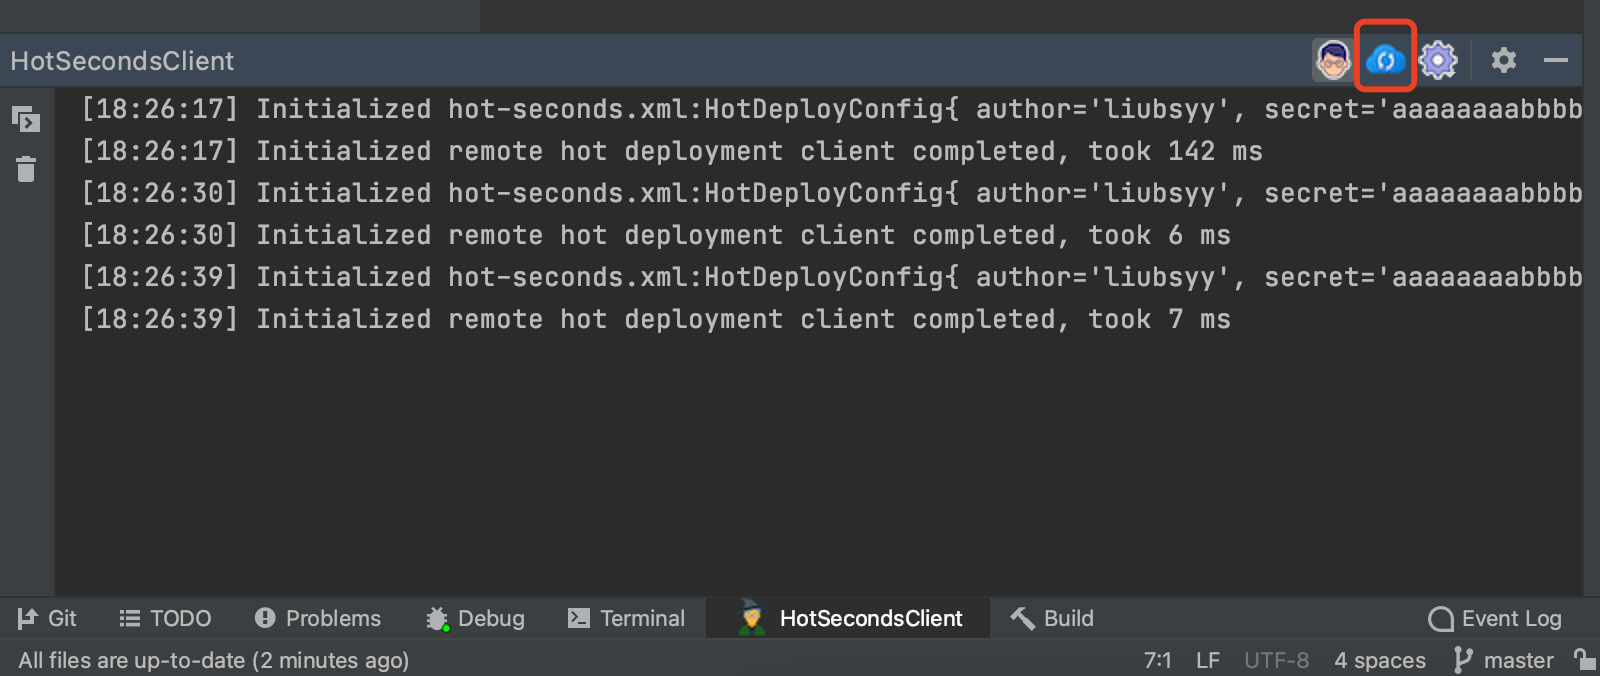 HotSecondsClient
[18:26:17] Initialized hot-seconds.xml:HotDeployConfig{ author='liubsyy', secret='aaaaaaaabbbb
[18:26:17] Initialized remote hot deployment client completed, took 142 ms
[18:26:30] Initialized hot-seconds.xml:HotDeployConfig{ author='liubsyy', secret='aaaaaaaabbbb
[18:26:30] Initialized remote hot deployment client completed, took 6 ms
[18:26:39] Initialized hot-seconds.xml:HotDeployConfig{ author='liubsyy', secret='aaaaaaaabbbb
[18:26:39] Initialized remote hot deployment client completed, took 7 ms
Git TODO Problems Debug Terminal HotSecondsClient Build Event Log
All files are up-to-date (2 minutes ago) 7:1 LF UTF-8 4 spaces master